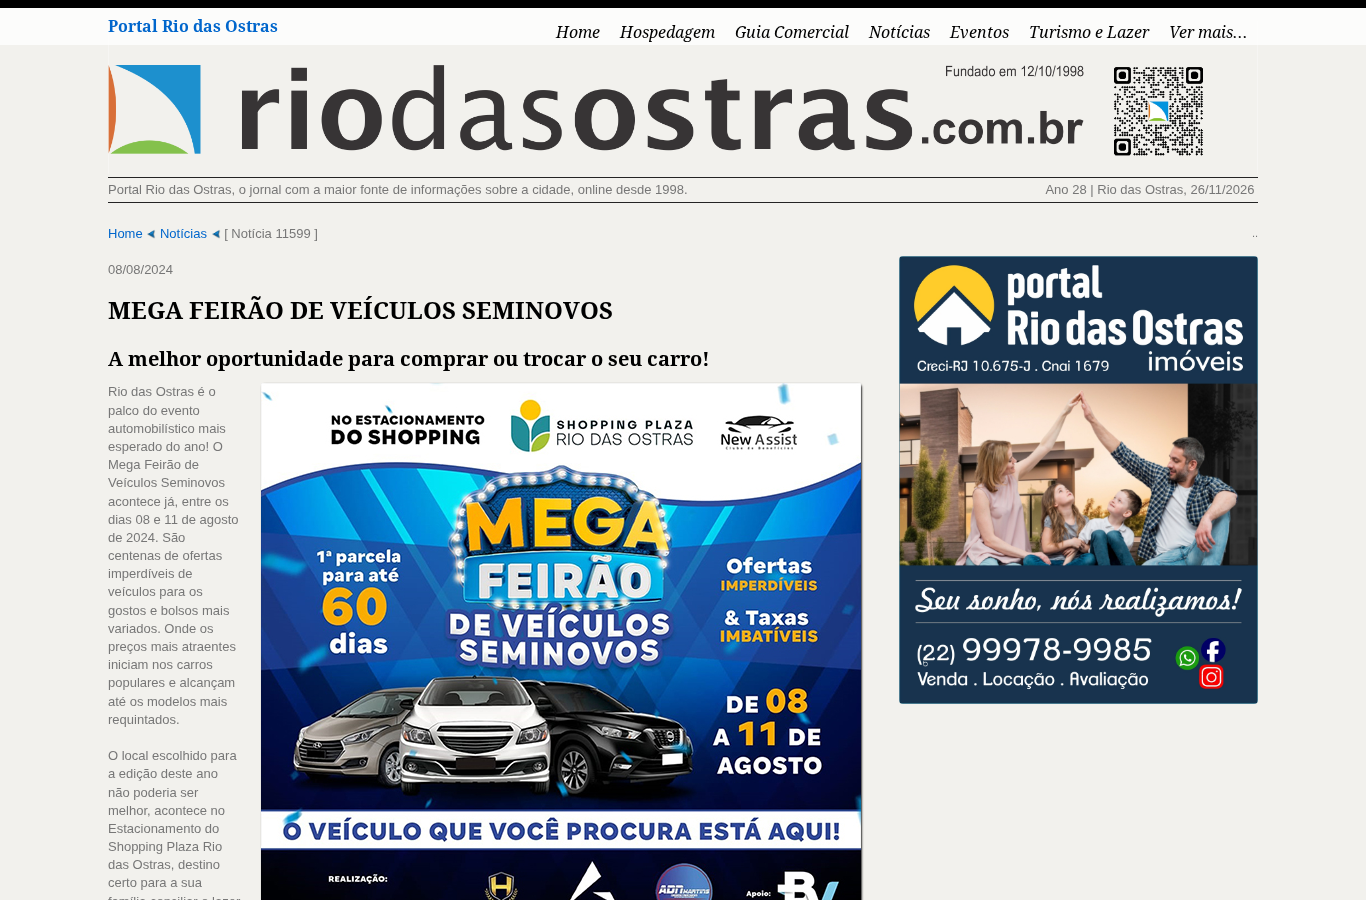 Portal Rio das Ostras
Home Hospedagem Guia Comercial Notícias Eventos Turismo e Lazer Ver mais...
Fundado em 12/10/1998
riodasostras.com.br
Portal Rio das Ostras, o jornal com a maior fonte de informações sobre a cidade, online desde 1998.
Ano 28 | Rio das Ostras, 26/11/2026
Home Notícias [ Notícia 11599 ]
..
08/08/2024
MEGA FEIRÃO DE VEÍCULOS SEMINOVOS
A melhor oportunidade para comprar ou trocar o seu carro!
Rio das Ostras é o
palco do evento
automobilístico mais
esperado do ano! O
Mega Feirão de
Veículos Seminovos
acontece já, entre os
dias 08 e 11 de agosto
de 2024. São
centenas de ofertas
imperdíveis de
veículos para os
gostos e bolsos mais
variados. Onde os
preços mais atraentes
iniciam nos carros
populares e alcançam
até os modelos mais
requintados.
O local escolhido para
a edição deste ano
não poderia ser
melhor, acontece no
Estacionamento do
Shopping Plaza Rio
das Ostras, destino
certo para a sua
família conciliar o lazer
NO ESTACIONAMENTO
DO SHOPPING
SHOPPING PLAZA
RIO DAS OSTRAS
New Assist
Clube de Benefícios
MEGA
FEIRÃO
DE VEÍCULOS
SEMINOVOS
1ª parcela
para até
60
dias
Ofertas
IMPERDÍVEIS
& Taxas
IMBATÍVEIS
DE 08
A 11 DE
AGOSTO
O VEÍCULO QUE VOCÊ PROCURA ESTÁ AQUI!
REALIZAÇÃO:
ADN MARTINS
Apoio:
BV
portal
Rio das Ostras
imóveis
Creci-RJ 10.675-J . Cnai 1679
Seu sonho, nós realizamos!
(22) 99978-9985
Venda . Locação . Avaliação